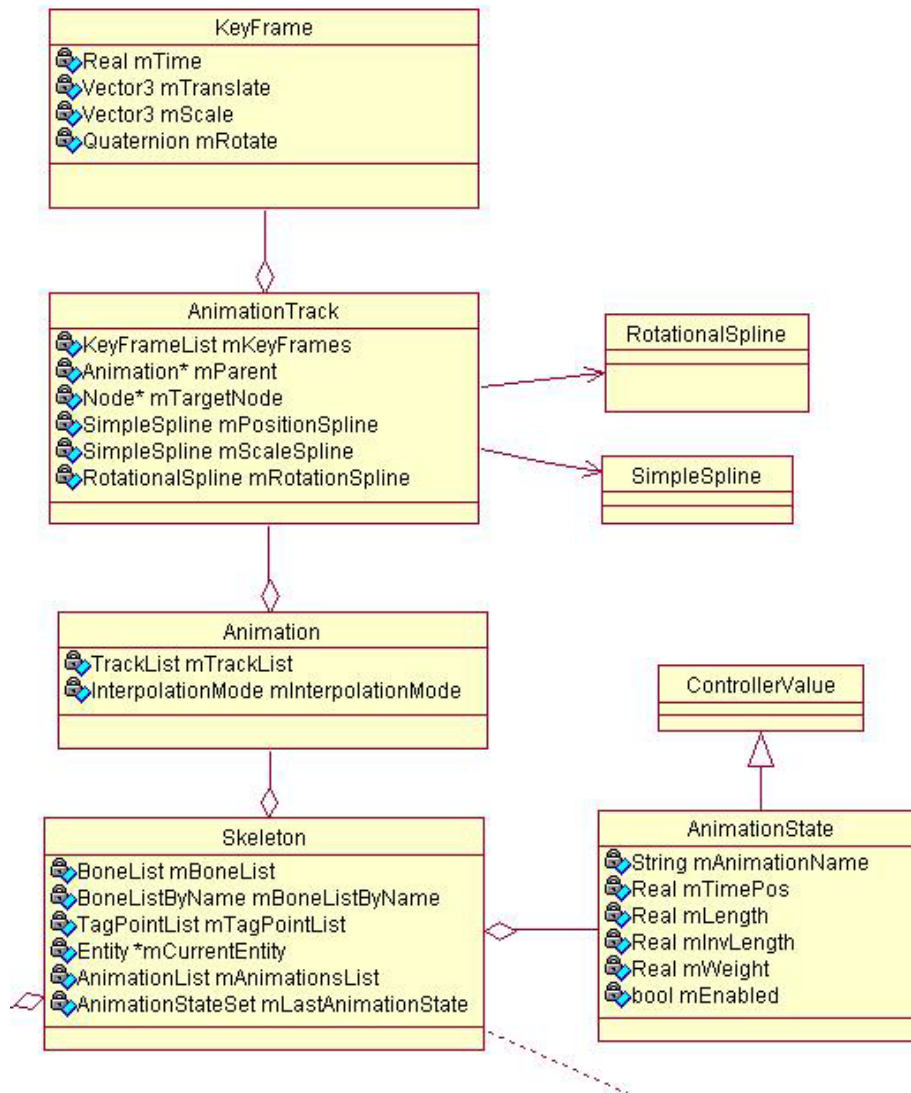 KeyFrame
Real mTime
Vector3 mTranslate
Vector3 mScale
Quaternion mRotate
AnimationTrack
KeyFrameList mKeyFrames
Animation* mParent
Node* mTargetNode
SimpleSpline mPositionSpline
SimpleSpline mScaleSpline
RotationalSpline mRotationSpline
RotationalSpline
SimpleSpline
Animation
TrackList mTrackList
InterpolationMode mInterpolationMode
ControllerValue
Skeleton
BoneList mBoneList
BoneListByName mBoneListByName
TagPointList mTagPointList
Entity *mCurrentEntity
AnimationList mAnimationsList
AnimationStateSet mLastAnimationState
AnimationState
String mAnimationName
Real mTimePos
Real mLength
Real mInvLength
Real mWeight
bool mEnabled